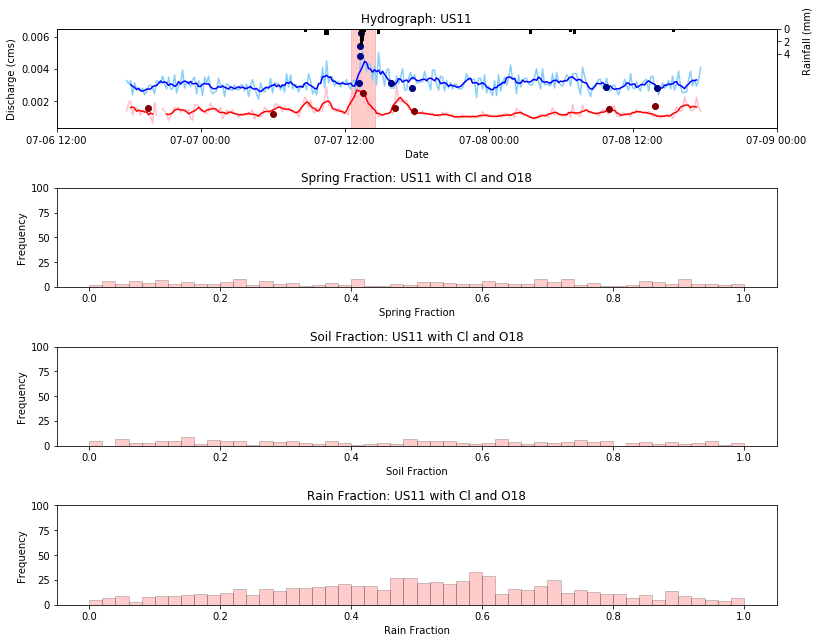 Hydrograph: US11
0.006
0.004
0.002
Discharge (cms)
0
2
4
Rainfall (mm)
07-06 12:00 07-07 00:00 07-07 12:00 07-08 00:00 07-08 12:00 07-09 00:00
Date
Spring Fraction: US11 with Cl and O18
100
75
50
25
0
Frequency
0.0 0.2 0.4 0.6 0.8 1.0
Spring Fraction
Soil Fraction: US11 with Cl and O18
100
75
50
25
0
Frequency
0.0 0.2 0.4 0.6 0.8 1.0
Soil Fraction
Rain Fraction: US11 with Cl and O18
100
75
50
25
0
Frequency
0.0 0.2 0.4 0.6 0.8 1.0
Rain Fraction